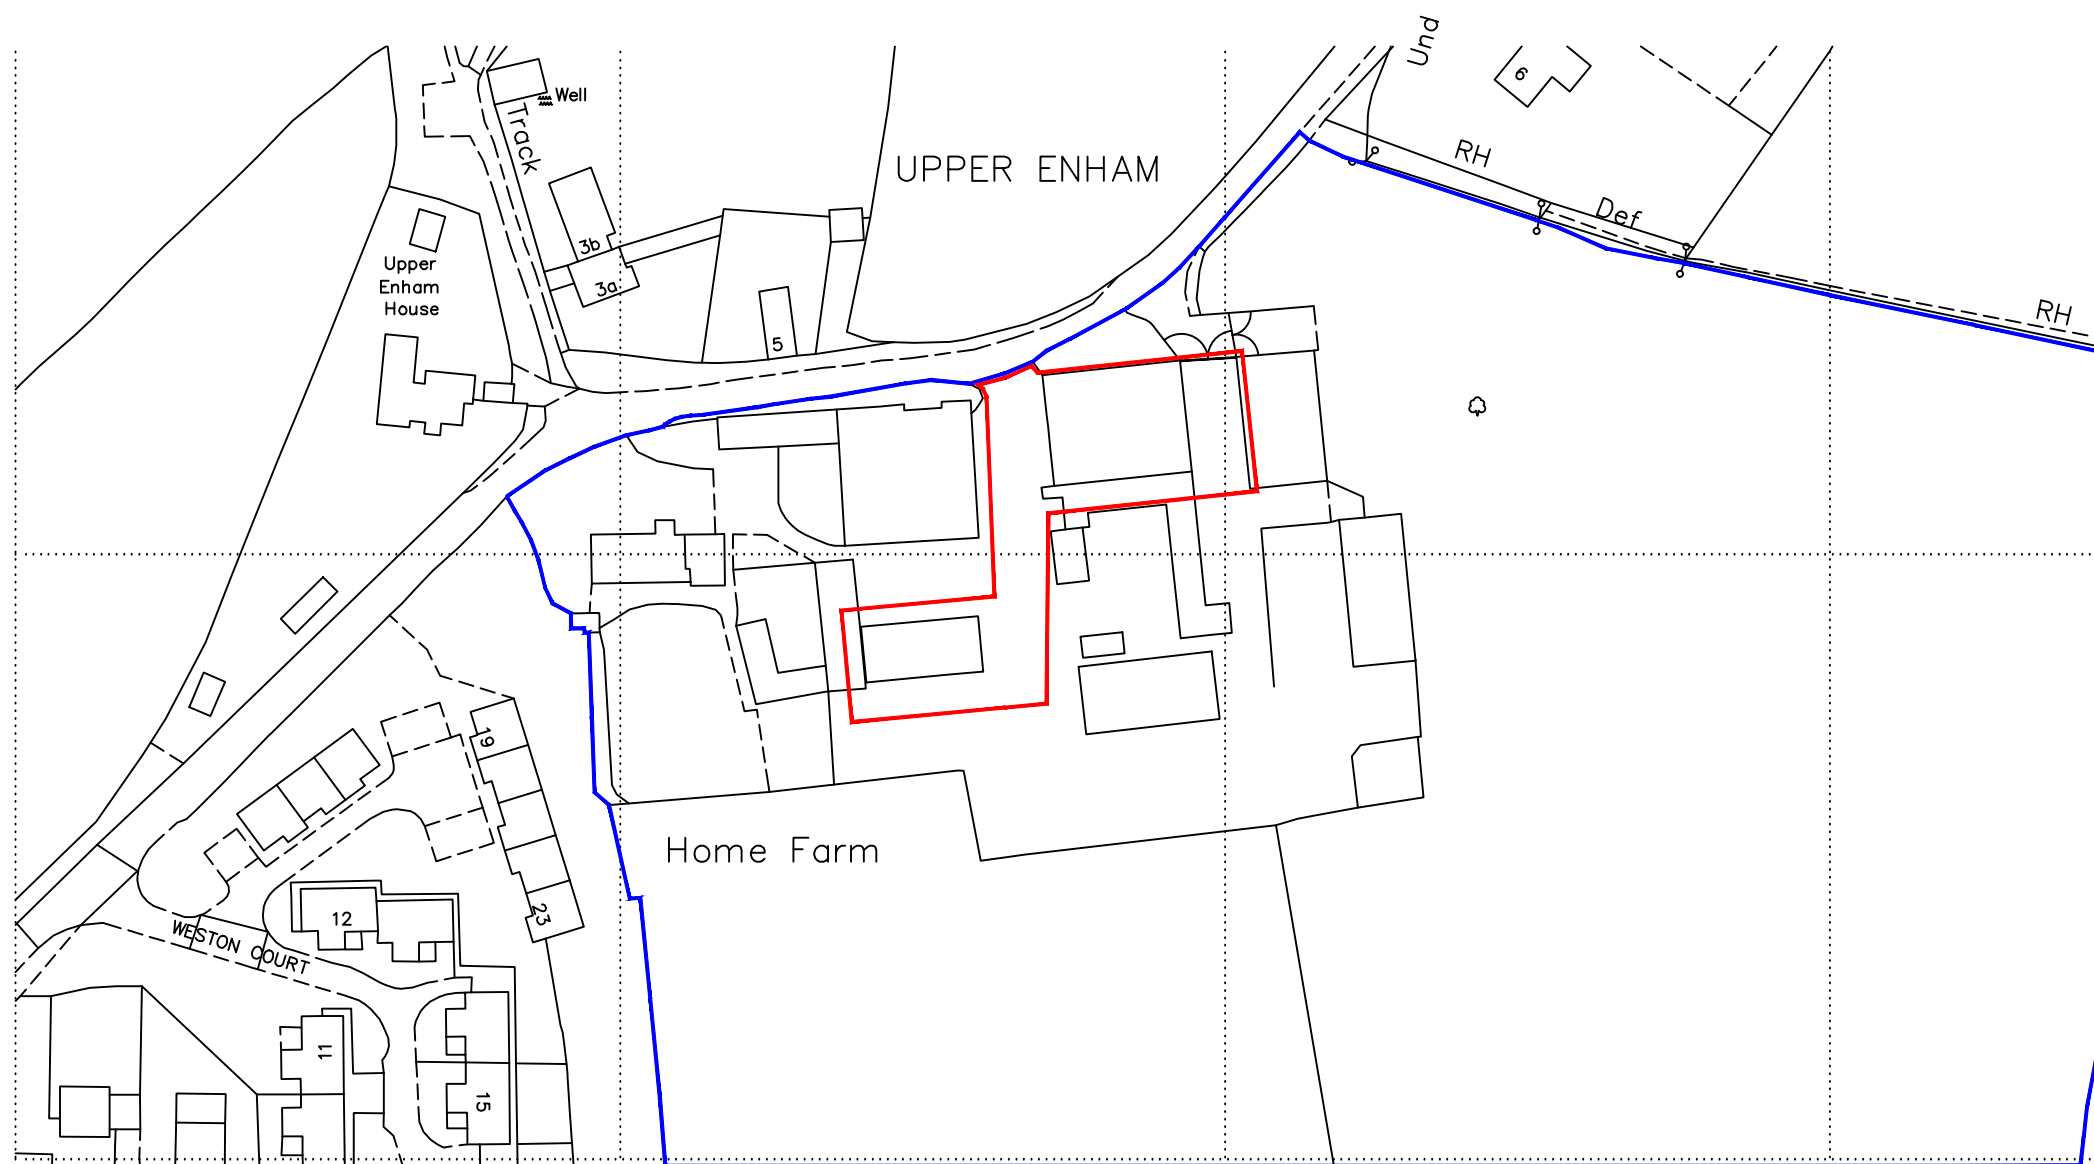 Und
6
Well
Track
RH
UPPER ENHAM
Def
3b
3a
Upper
Enham
House
RH
5
19
Home Farm
23
12
WESTON COURT
11
15